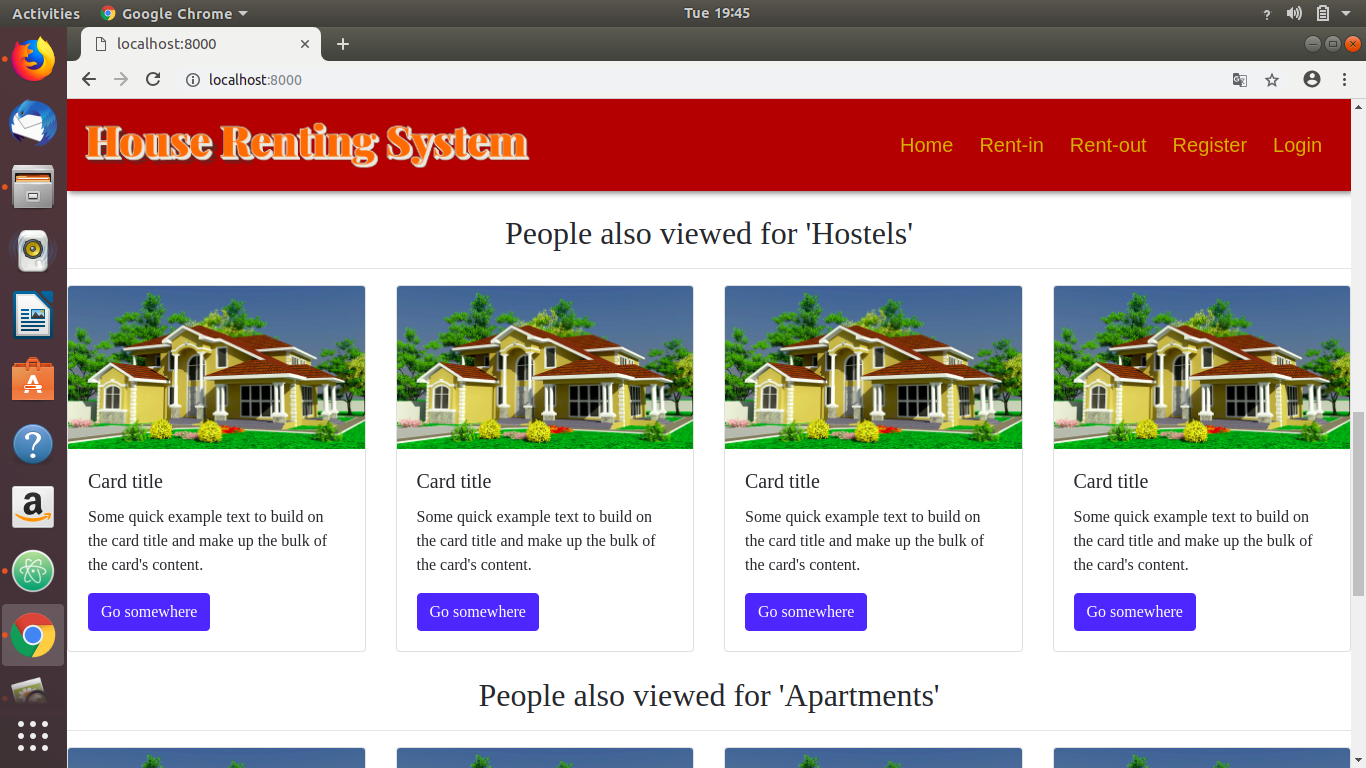 Activities Google Chrome Tue 19:45 ?
localhost:8000
localhost:8000
House Renting System Home Rent-in Rent-out Register Login
People also viewed for 'Hostels'
Card title Card title Card title Card title
Some quick example text to build on Some quick example text to build on Some quick example text to build on Some quick example text to build on
the card title and make up the bulk of the card title and make up the bulk of the card title and make up the bulk of the card title and make up the bulk of
the card's content. the card's content. the card's content. the card's content.
Go somewhere Go somewhere Go somewhere Go somewhere
People also viewed for 'Apartments'